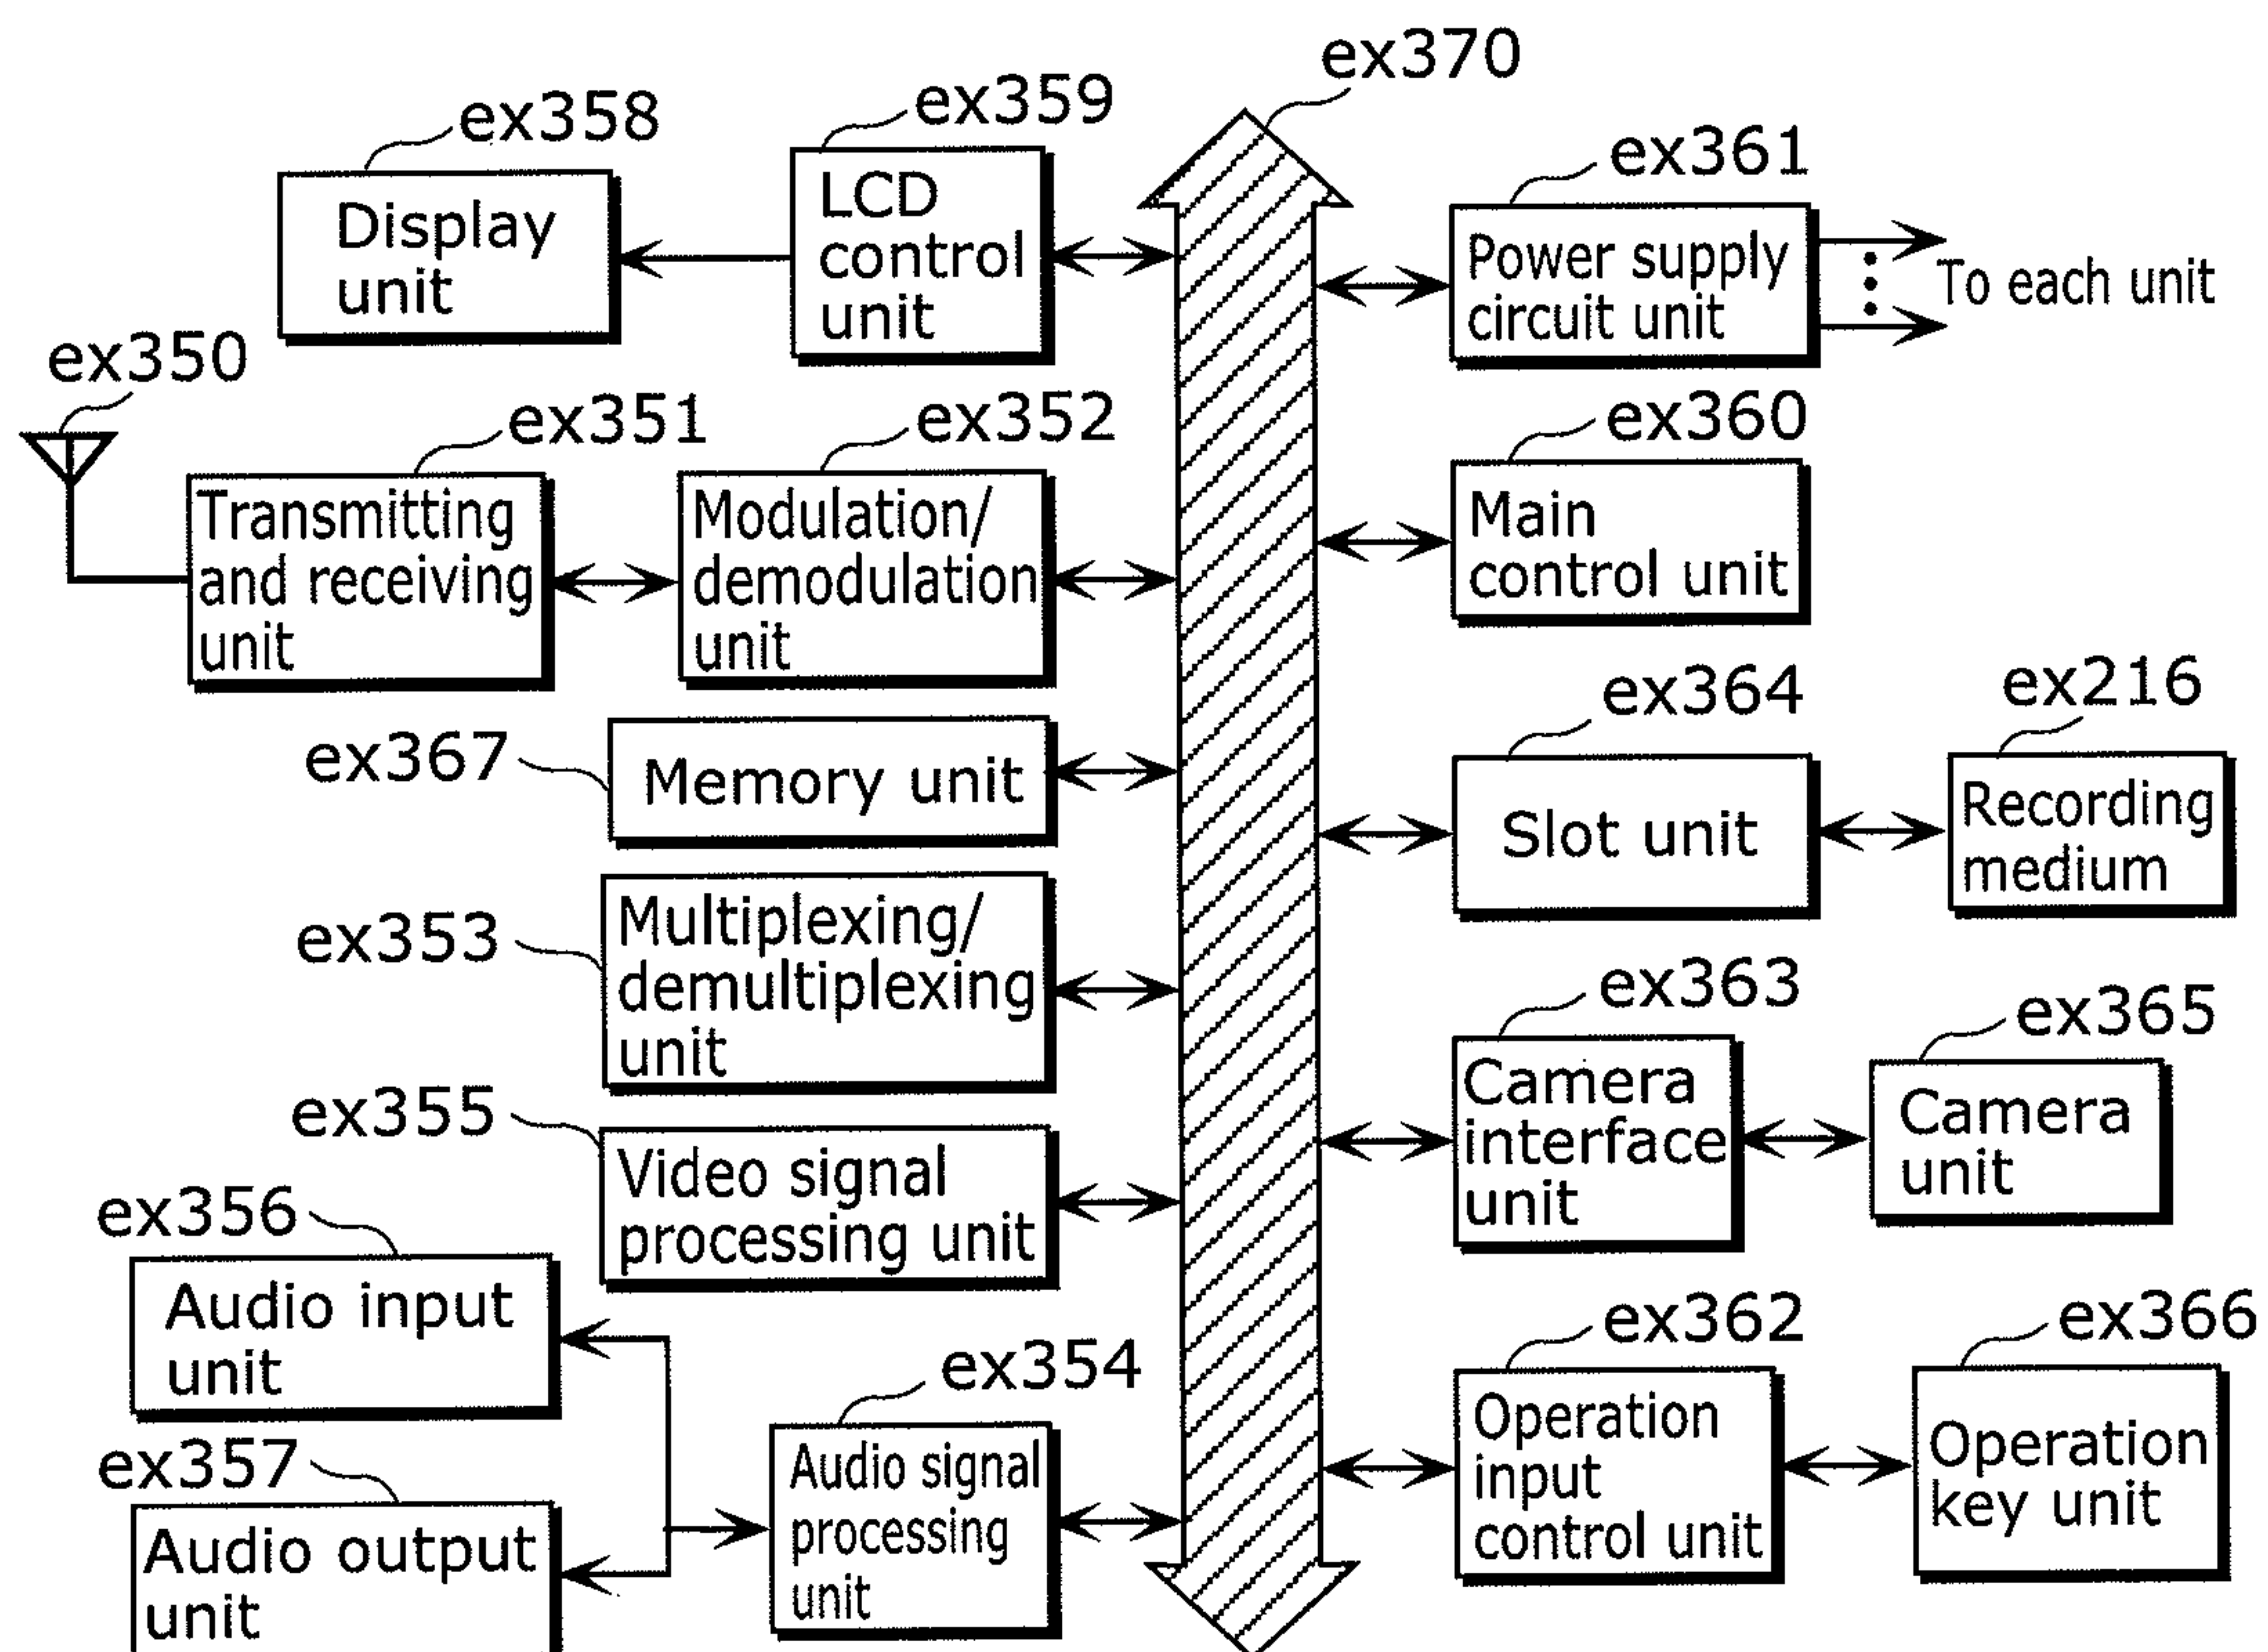 ex370
ex358
ex359
ex361
Display
unit
LCD
control
unit
Power supply
circuit unit
To each unit
ex350
ex351
ex352
ex360
Transmitting
and receiving
unit
Modulation/
demodulation
unit
Main
control unit
ex367
Memory unit
ex364
ex216
Slot unit
Recording
medium
ex353
Multiplexing/
demultiplexing
unit
ex363
ex365
Camera
interface
unit
Camera
unit
ex355
Video signal
processing unit
ex356
Audio input
unit
ex354
ex362
ex366
Operation
input
control unit
Operation
key unit
ex357
Audio output
unit
Audio signal
processing
unit